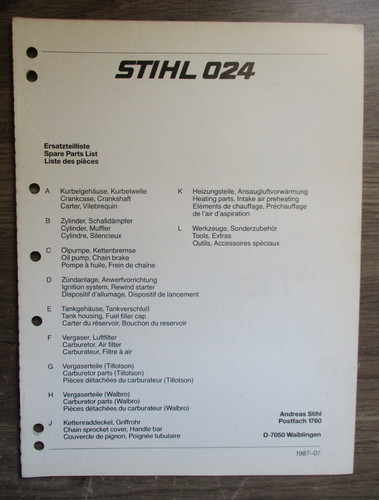 STIHL 024
Ersatzteilliste
Spare Parts List
Liste des pièces
A Kurbelgehäuse, Kurbelwelle
Crankcase, Crankshaft
Carter, Vilebrequin
B Zylinder, Schalldämpfer
Cylinder, Muffler
Cylindre, Silencieux
C Ölpumpe, Kettenbremse
Oil pump, Chain brake
Pompe à huile, Frein de chaîne
D Zündanlage, Anwerfvorrichtung
Ignition system, Rewind starter
Dispositif d'allumage, Dispositif de lancement
E Tankgehäuse, Tankverschluß
Tank housing, Fuel filler cap
Carter du réservoir, Bouchon du reservoir
F Vergaser, Luftfilter
Carburetor, Air filter
Carburateur, Filtre à air
G Vergaserteile (Tillotson)
Carburetor parts (Tillotson)
Pièces détachées du carburateur (Tillotson)
H Vergaserteile (Walbro)
Carburetor parts (Walbro)
Pièces détachées du carburateur (Walbro)
J Kettenraddeckel, Griffrohr
Chain sprocket cover, Handle bar
Couvercle de pignon, Poignée tubulaire
K Heizungsteile, Ansaugluftvorwärmung
Heating parts, Intake air preheating
Eléments de chauffage, Préchauffage
de l'air d'aspiration
L Werkzeuge, Sonderzubehör
Tools, Extras
Outils, Accessoires spéciaux
Andreas Stihl
Postfach 1760
D-7050 Waiblingen
1987-07